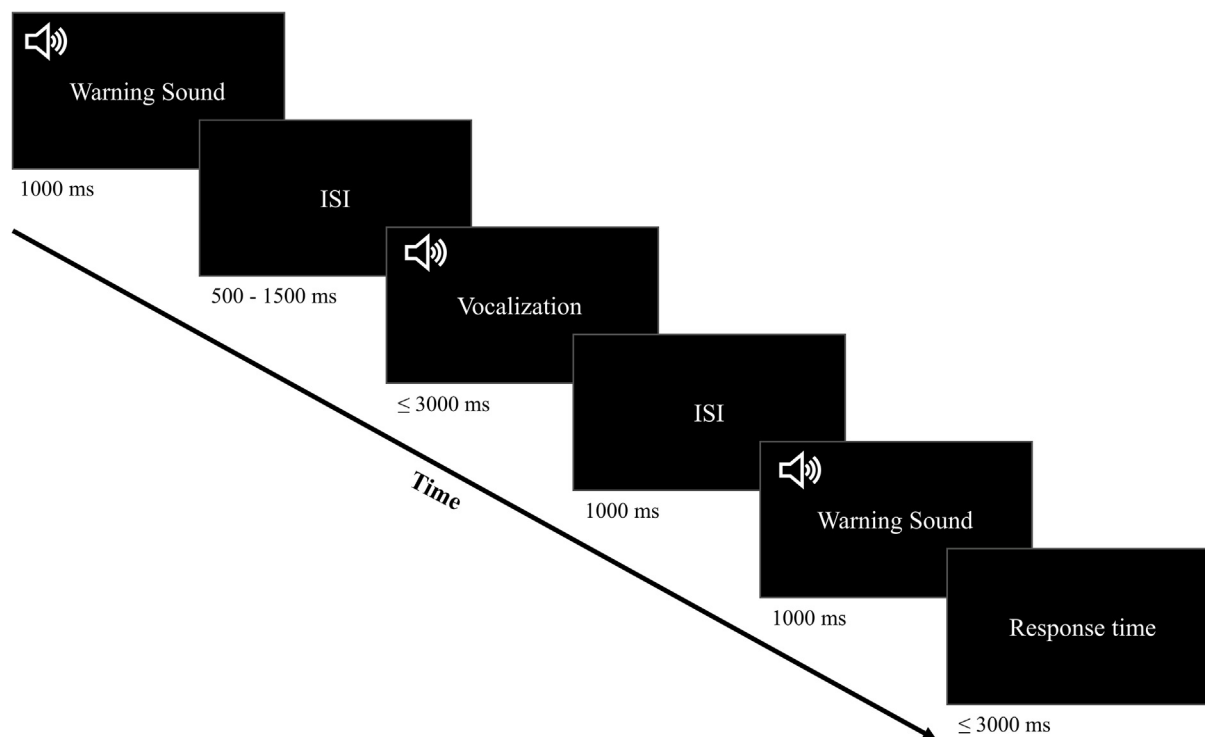 Warning Sound
1000 ms
ISI
500 - 1500 ms
Vocalization
≤ 3000 ms
ISI
1000 ms
Warning Sound
1000 ms
Response time
≤ 3000 ms
Time